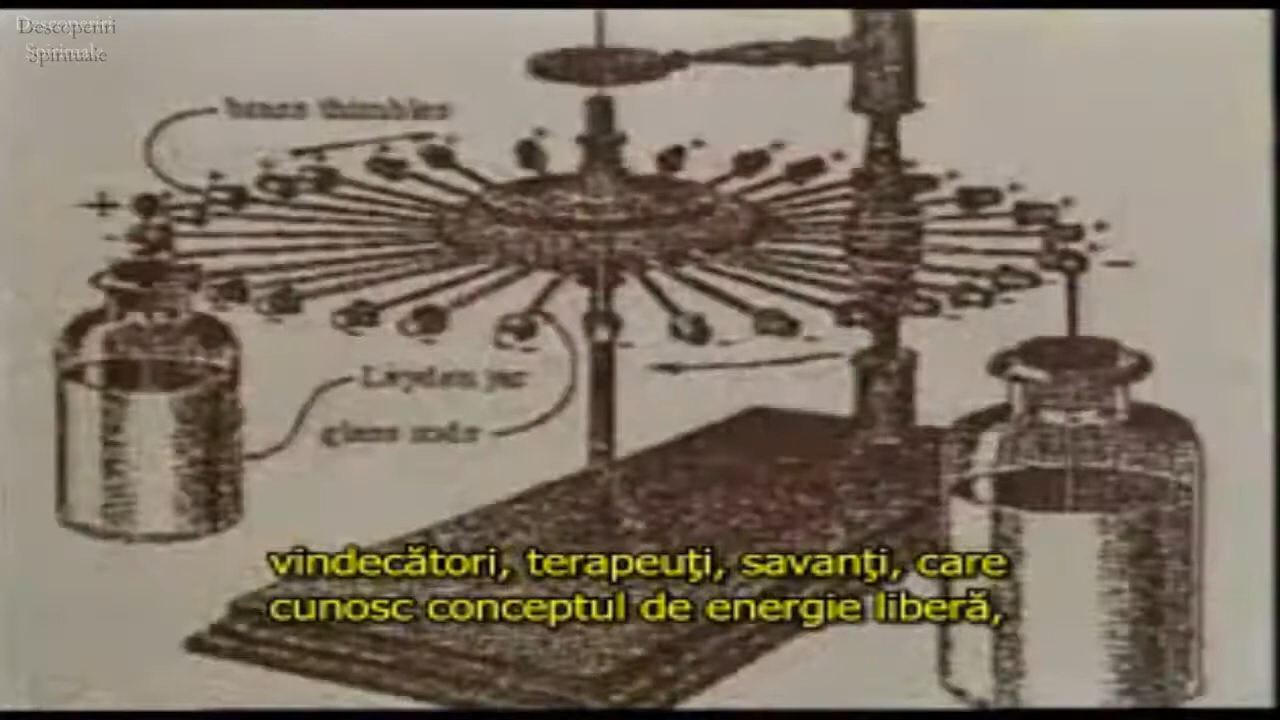 Descoperiri
Spirituale
brass thimbles
+
-
Leyden jar
glass rods
vindecători, terapeuţi, savanţi, care
cunosc conceptul de energie liberă,